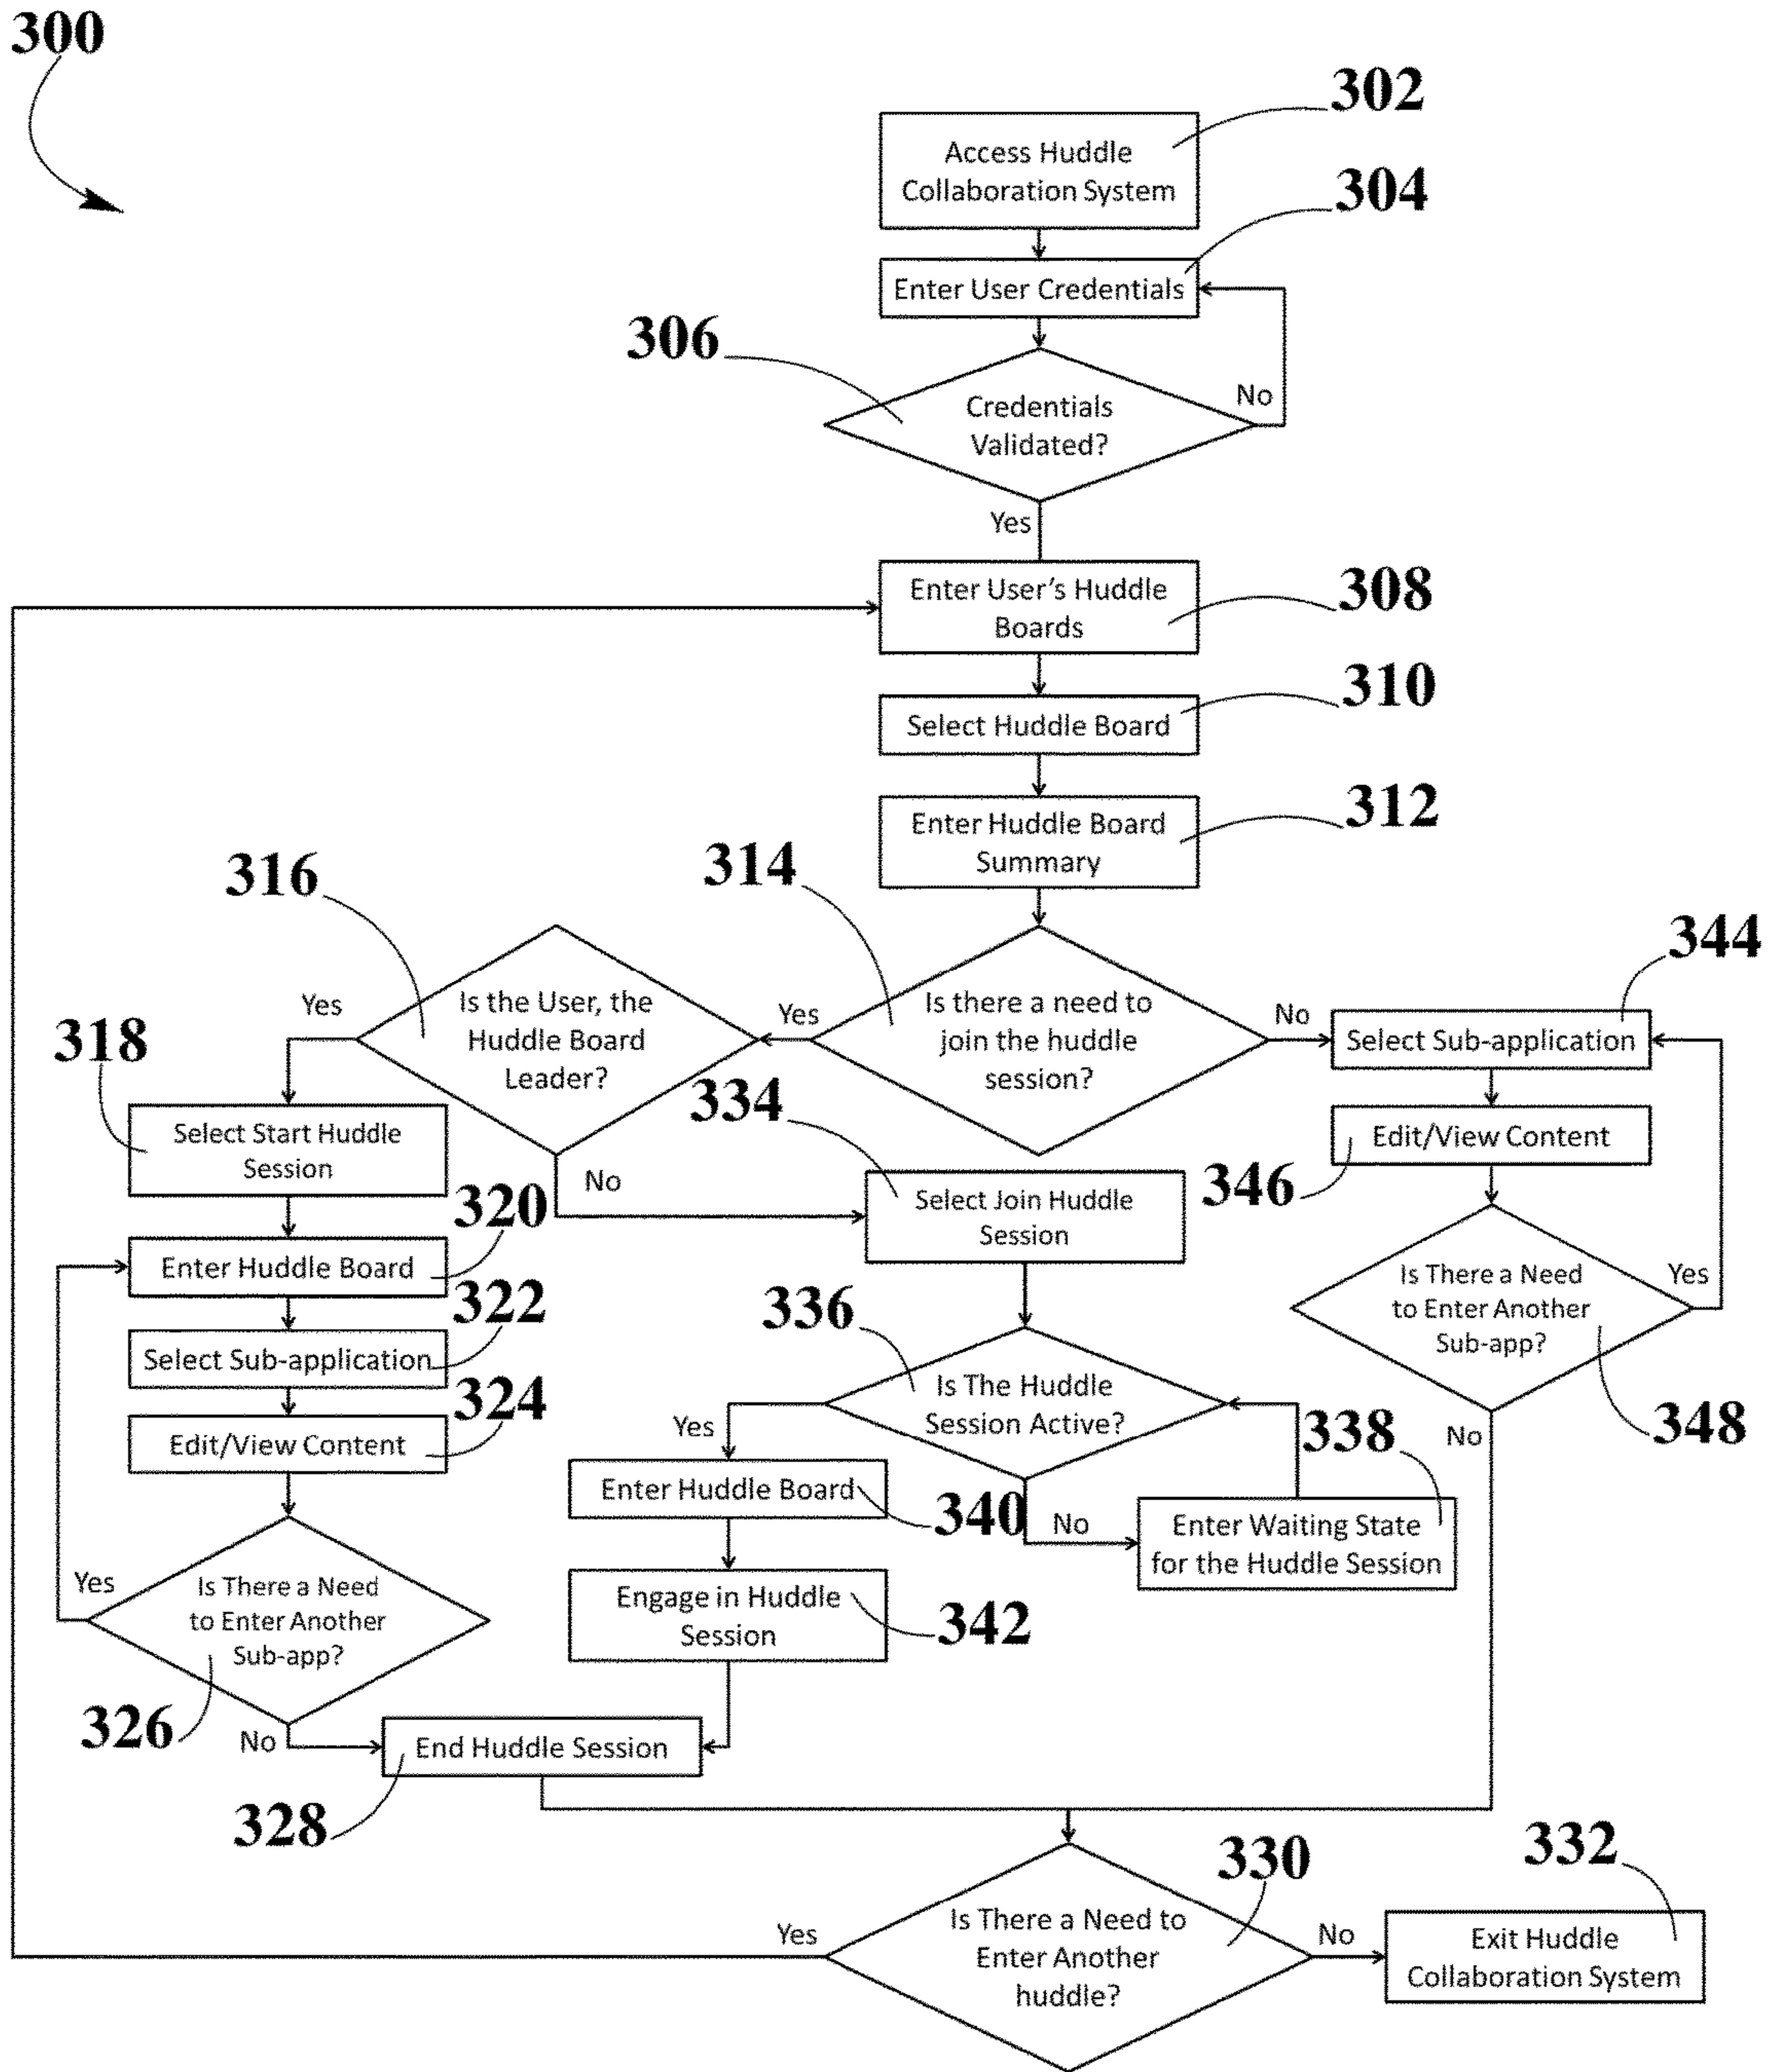 300
302
Access Huddle
Collaboration System
304
Enter User Credentials
306
Credentials
Validated?
No
Yes
Enter User's Huddle
Boards
308
310
Select Huddle Board
312
Enter Huddle Board
Summary
314
316
Is there a need to
join the huddle
session?
Yes
No
Is the User, the
Huddle Board
Leader?
Yes
No
318
Select Start Huddle
Session
320
Enter Huddle Board
322
Select Sub-application
324
Edit/View Content
Is There a Need
to Enter Another
Sub-app?
Yes
326
No
End Huddle Session
328
334
Select Join Huddle
Session
336
Is The Huddle
Session Active?
Yes
No
338
Enter Waiting State
for the Huddle Session
Enter Huddle Board
340
Engage in Huddle
Session
342
344
Select Sub-application
Edit/View Content
346
Is There a Need
to Enter Another
Sub-app?
Yes
348
No
330
Is There a Need to
Enter Another
huddle?
Yes
No
332
Exit Huddle
Collaboration System